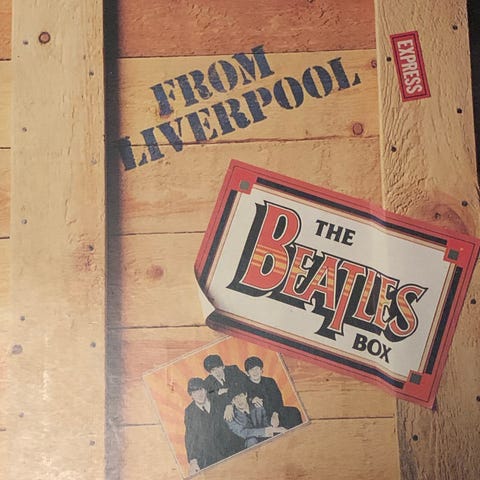 FROM
LIVERPOOL
EXPRESS
THE
BEATLES
BOX